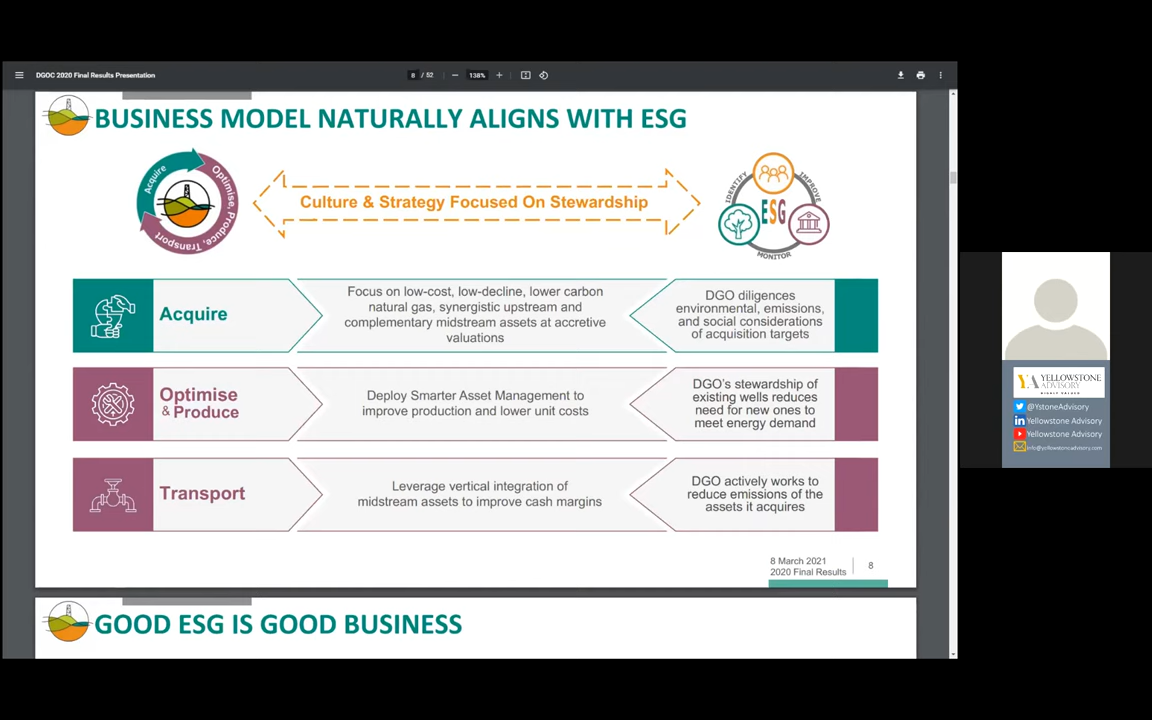 DGOC 2020 Final Results Presentation
8 / 52
138%
BUSINESS MODEL NATURALLY ALIGNS WITH ESG
Acquire
Optimise, Produce, Transport
Culture & Strategy Focused On Stewardship
IDENTIFY
IMPROVE
ESG
MONITOR
Acquire
Focus on low-cost, low-decline, lower carbon
natural gas, synergistic upstream and
complementary midstream assets at accretive
valuations
DGO diligences
environmental, emissions,
and social considerations
of acquisition targets
Optimise
& Produce
Deploy Smarter Asset Management to
improve production and lower unit costs
DGO's stewardship of
existing wells reduces
need for new ones to
meet energy demand
Transport
Leverage vertical integration of
midstream assets to improve cash margins
DGO actively works to
reduce emissions of the
assets it acquires
8 March 2021
2020 Final Results
8
GOOD ESG IS GOOD BUSINESS
YA YELLOWSTONE
ADVISORY
@YstoneAdvisory
Yellowstone Advisory
Yellowstone Advisory
info@yellowstoneadvisory.com